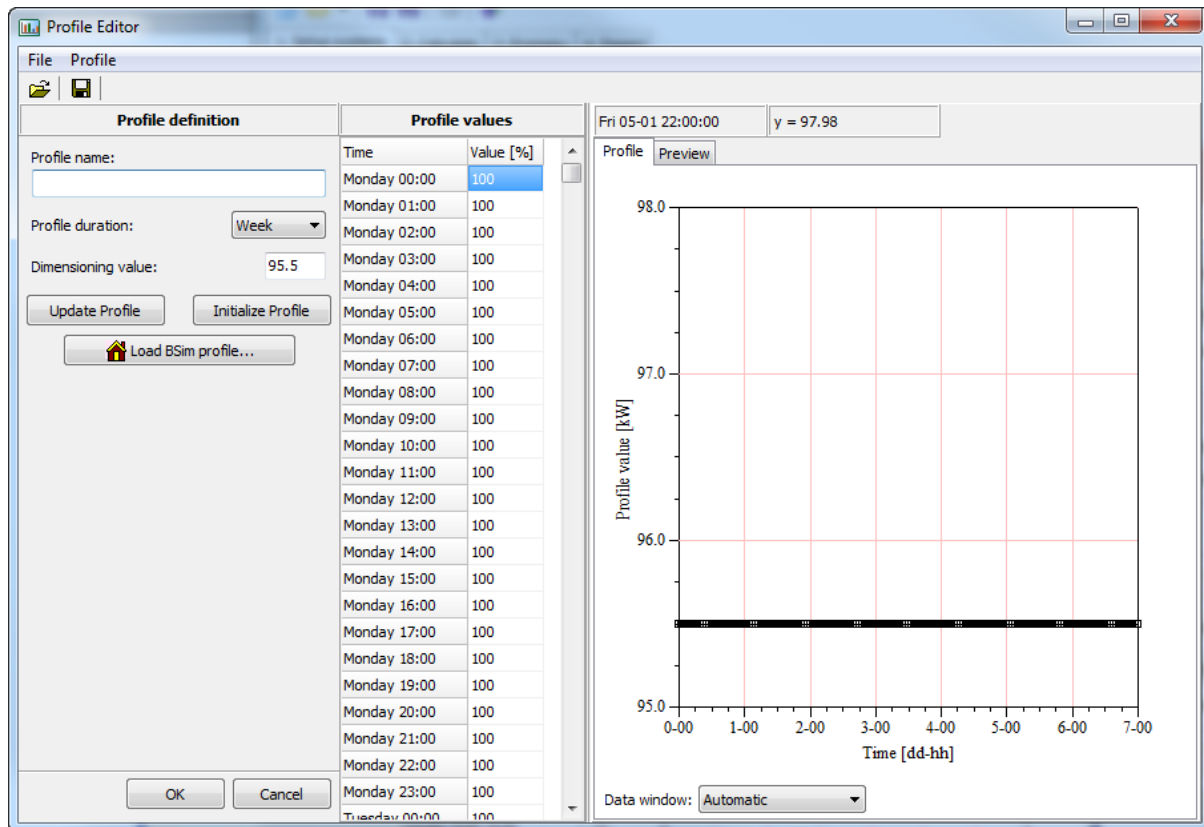 Profile Editor
File Profile
Profile definition
Profile name:
Profile duration: Week
Dimensioning value: 95.5
Update Profile Initialize Profile
Load BSim profile...
OK Cancel
Profile values
Time Value [%]
Monday 00:00 100
Monday 01:00 100
Monday 02:00 100
Monday 03:00 100
Monday 04:00 100
Monday 05:00 100
Monday 06:00 100
Monday 07:00 100
Monday 08:00 100
Monday 09:00 100
Monday 10:00 100
Monday 11:00 100
Monday 12:00 100
Monday 13:00 100
Monday 14:00 100
Monday 15:00 100
Monday 16:00 100
Monday 17:00 100
Monday 18:00 100
Monday 19:00 100
Monday 20:00 100
Monday 21:00 100
Monday 22:00 100
Monday 23:00 100
Tuesday 00:00 100
Fri 05-01 22:00:00 y = 97.98
Profile Preview
98.0
97.0
96.0
95.0
Profile value [kW]
0-00 1-00 2-00 3-00 4-00 5-00 6-00 7-00
Time [dd-hh]
Data window: Automatic